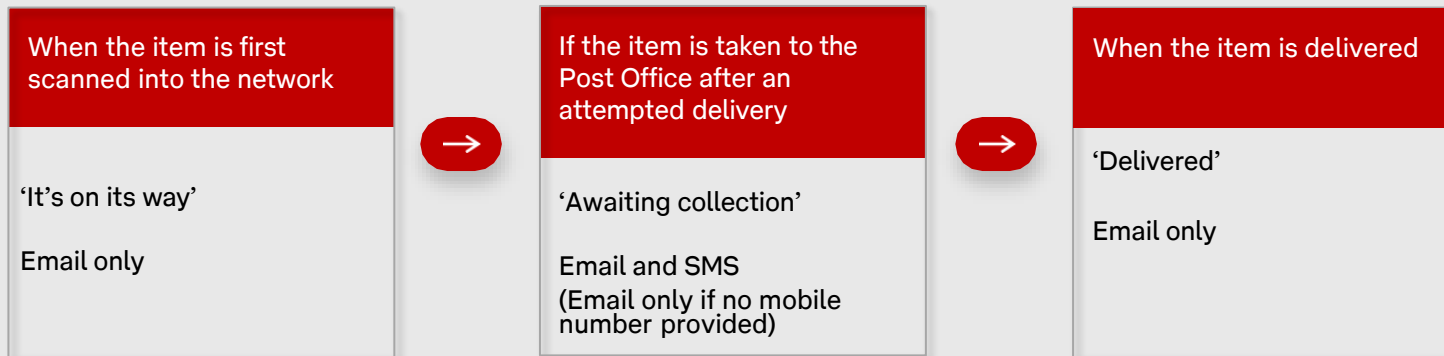 When the item is first
scanned into the network
‘It’s on its way’
Email only
If the item is taken to the
Post Office after an
attempted delivery
‘Awaiting collection’
Email and SMS
(Email only if no mobile
number provided)
When the item is delivered
‘Delivered’
Email only